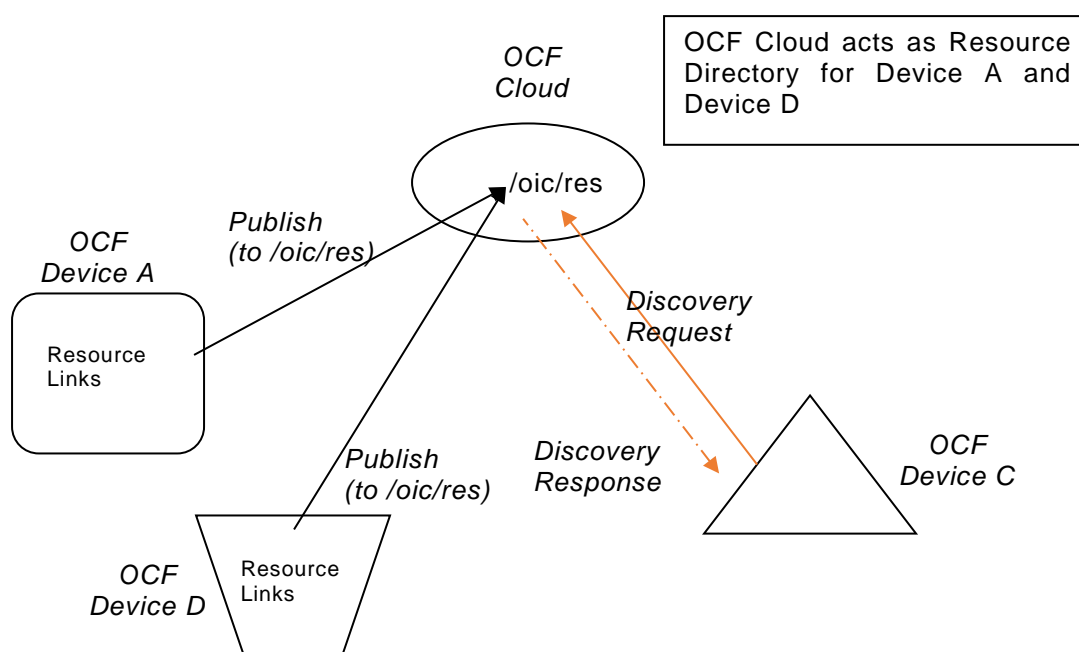 OCF
Cloud
OCF Cloud acts as Resource
Directory for Device A and
Device D
/oic/res
Publish
(to /oic/res)
OCF
Device A
Resource
Links
Discovery
Request
Publish
(to /oic/res)
Discovery
Response
OCF
Device C
OCF
Device D
Resource
Links